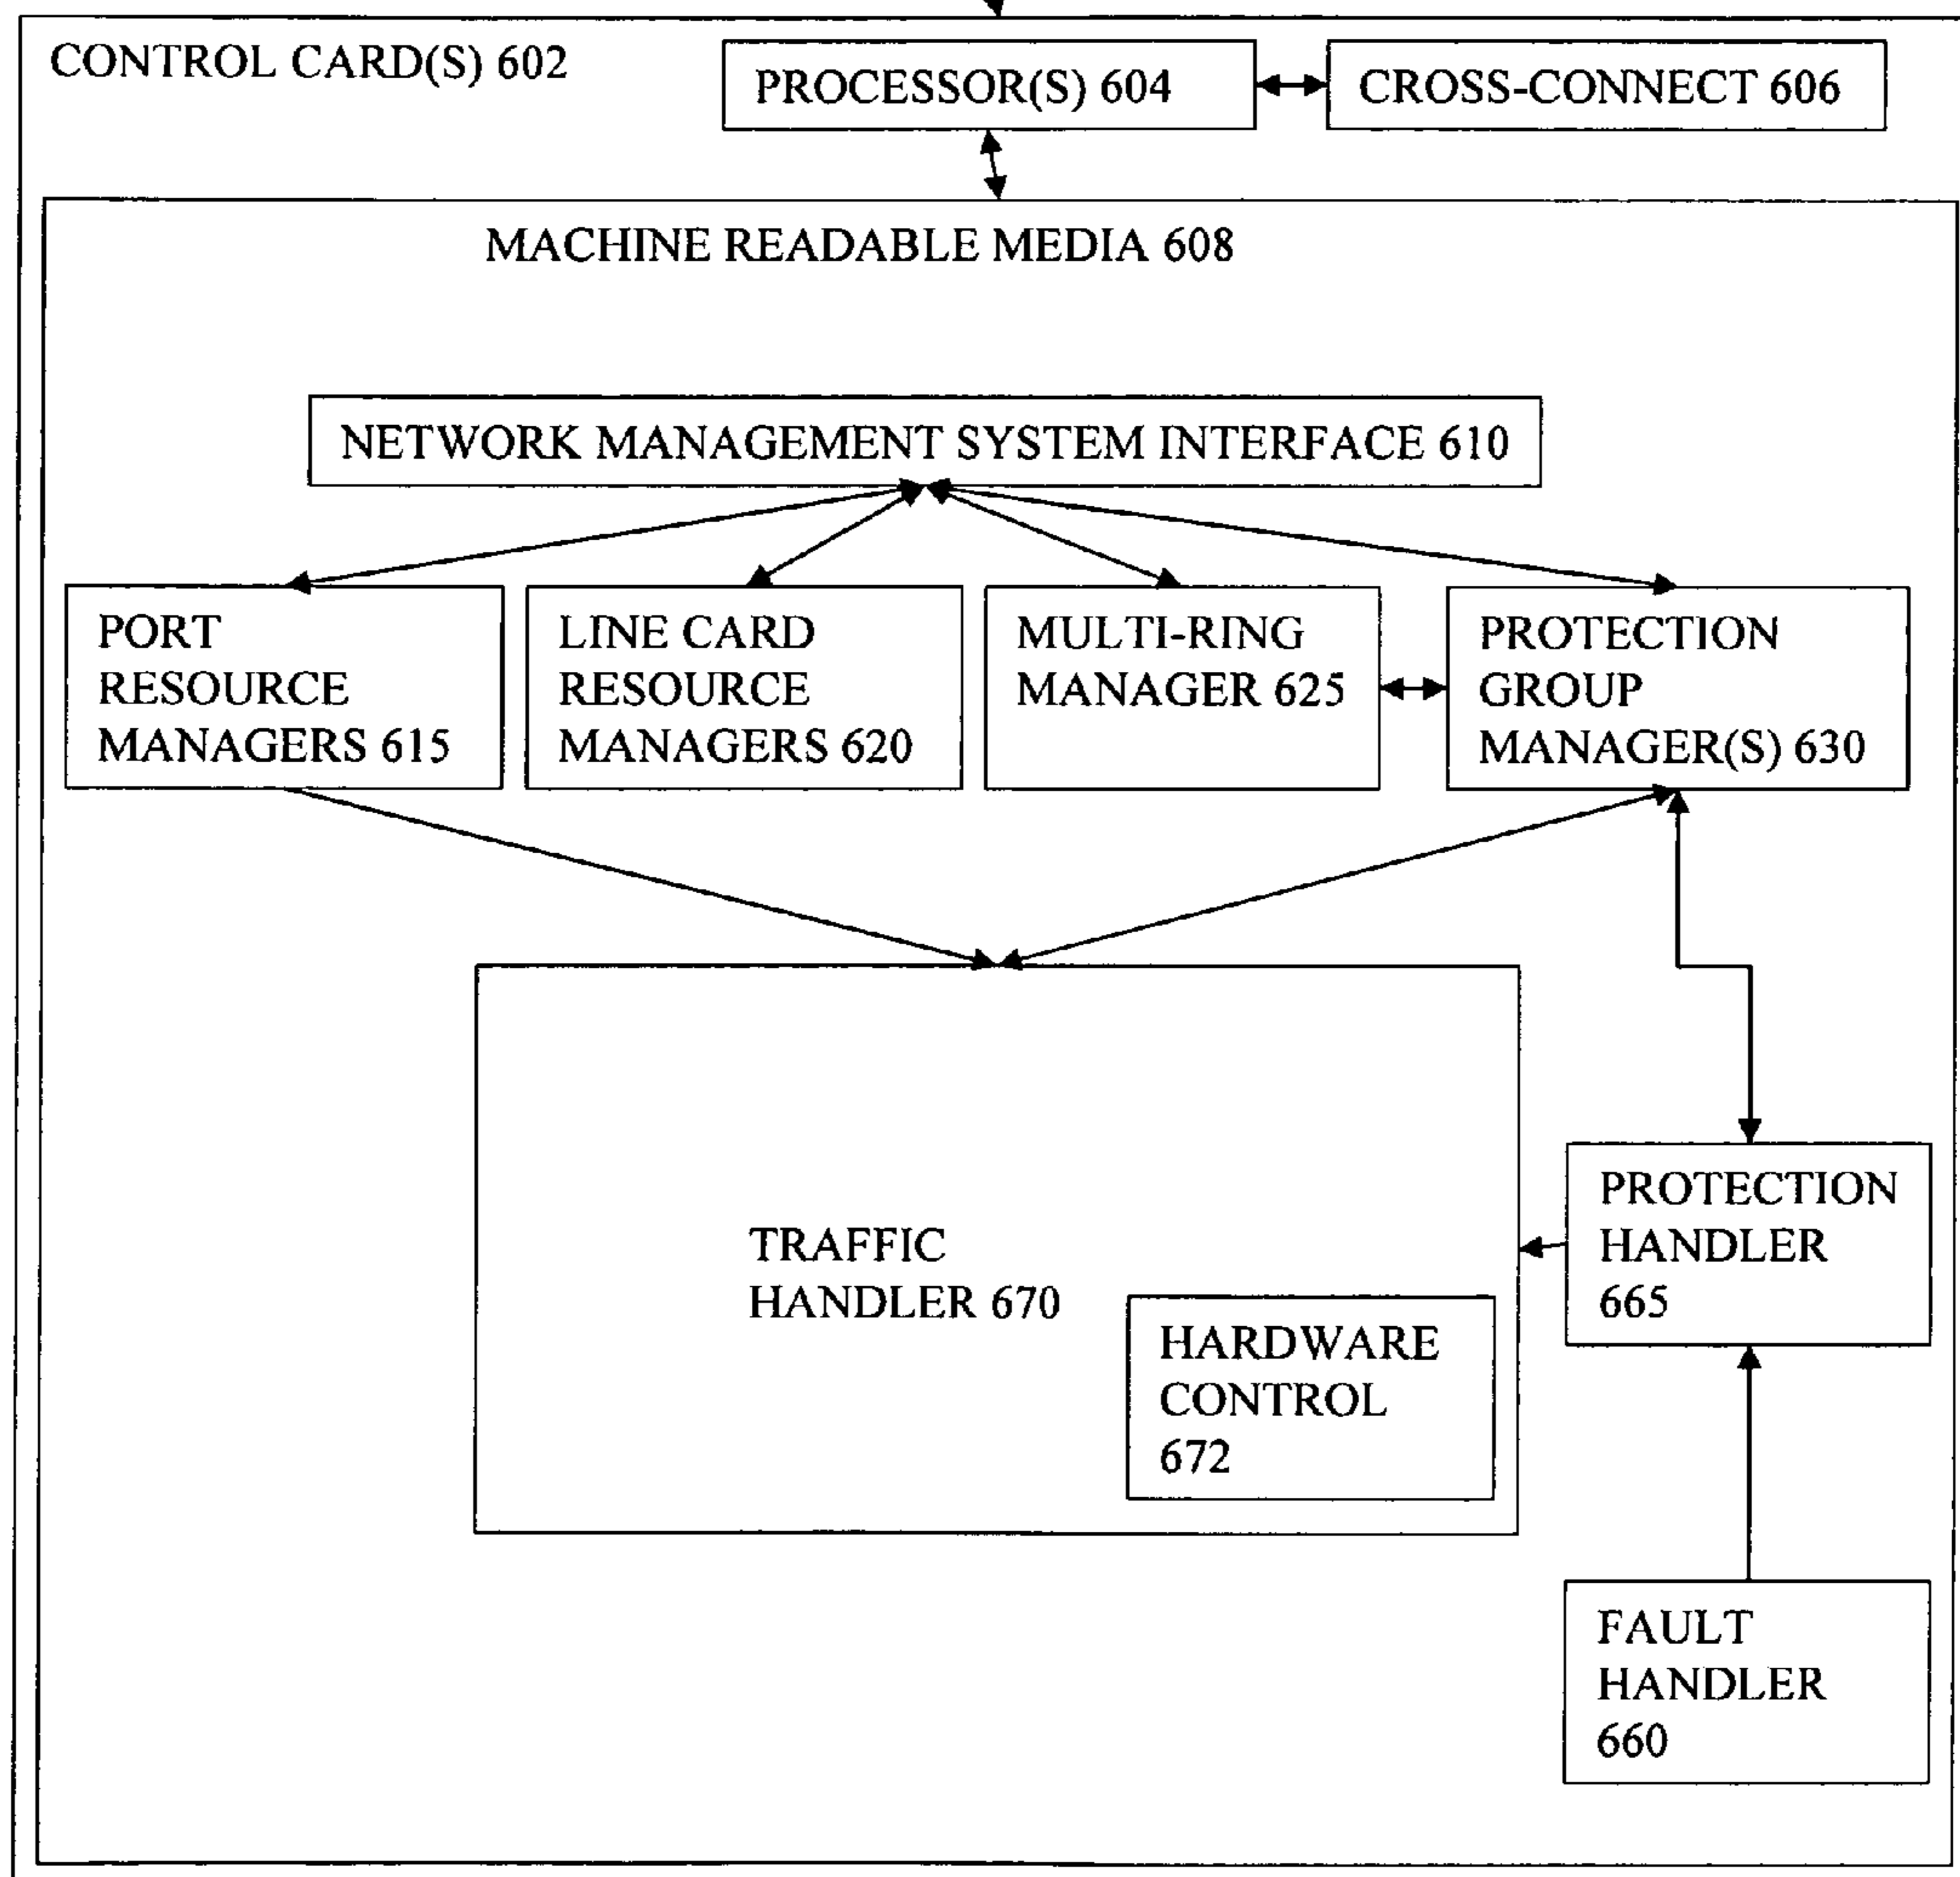 CONTROL CARD(S) 602
PROCESSOR(S) 604
CROSS-CONNECT 606
MACHINE READABLE MEDIA 608
NETWORK MANAGEMENT SYSTEM INTERFACE 610
PORT
RESOURCE
MANAGERS 615
LINE CARD
RESOURCE
MANAGERS 620
MULTI-RING
MANAGER 625
PROTECTION
GROUP
MANAGER(S) 630
TRAFFIC
HANDLER 670
HARDWARE
CONTROL
672
PROTECTION
HANDLER
665
FAULT
HANDLER
660